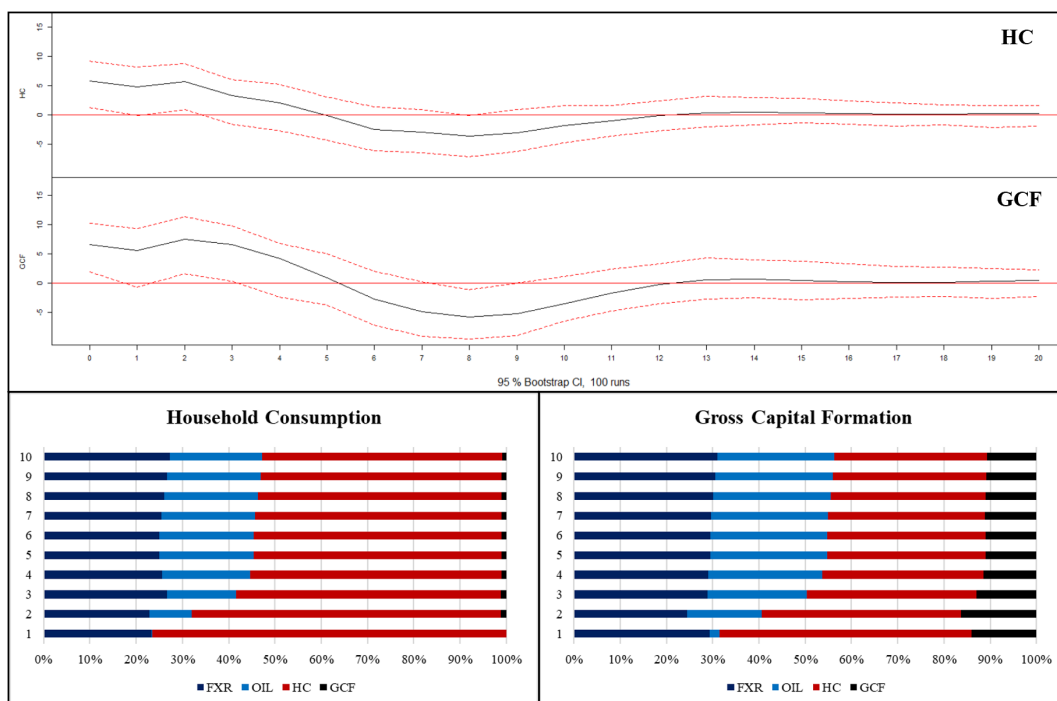 HC
15
10
5
0
-5
HC
GCF
15
10
5
0
-5
GCF
0 1 2 3 4 5 6 7 8 9 10 11 12 13 14 15 16 17 18 19 20
95 % Bootstrap CI, 100 runs
Household Consumption
10
9
8
7
6
5
4
3
2
1
0% 10% 20% 30% 40% 50% 60% 70% 80% 90% 100%
FXR OIL HC GCF
Gross Capital Formation
10
9
8
7
6
5
4
3
2
1
0% 10% 20% 30% 40% 50% 60% 70% 80% 90% 100%
FXR OIL HC GCF